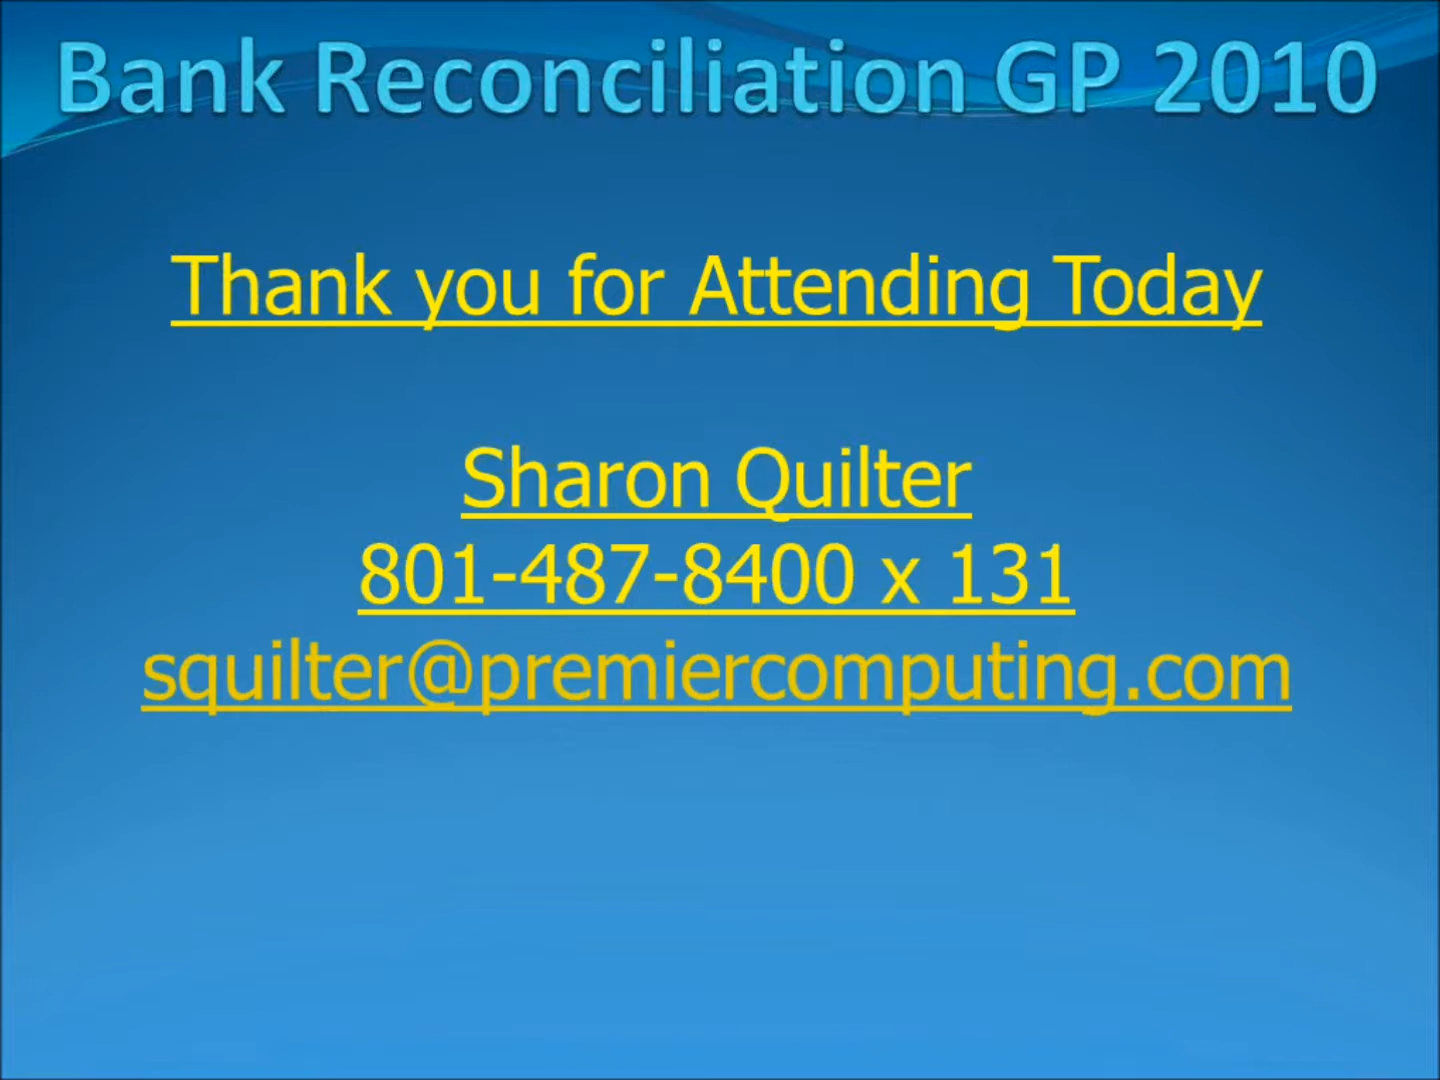 Bank Reconciliation GP 2010
Thank you for Attending Today
Sharon Quilter
801-487-8400 x 131
squilter@premiercomputing.com